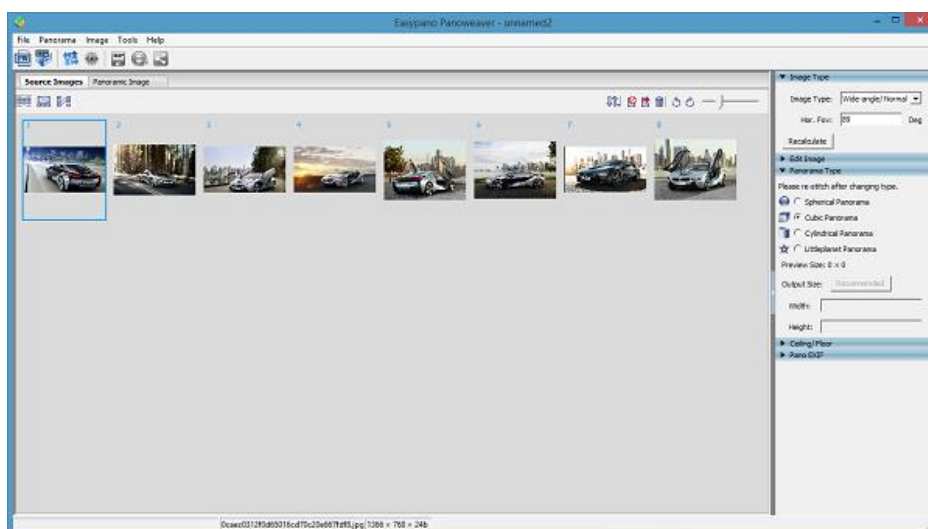 Easypano Panoweaver - unnamed2
File Panorama Image Tools Help
Source Images Panoramic Image
1 2 3 4 5 6 7 8
Image Type
Image Type: Wide angle/Normal
Hor. Fov: 89 Deg
Recalculate
Edit Image
Panorama Type
Please re stitch after changing type.
Spherical Panorama
Cubic Panorama
Cylindrical Panorama
Littleplanet Panorama
Preview Size: 0 × 0
Output Size: Recommended
Width:
Height:
Ceiling/Floor
Pano EXIF
1366 × 768 × 24b